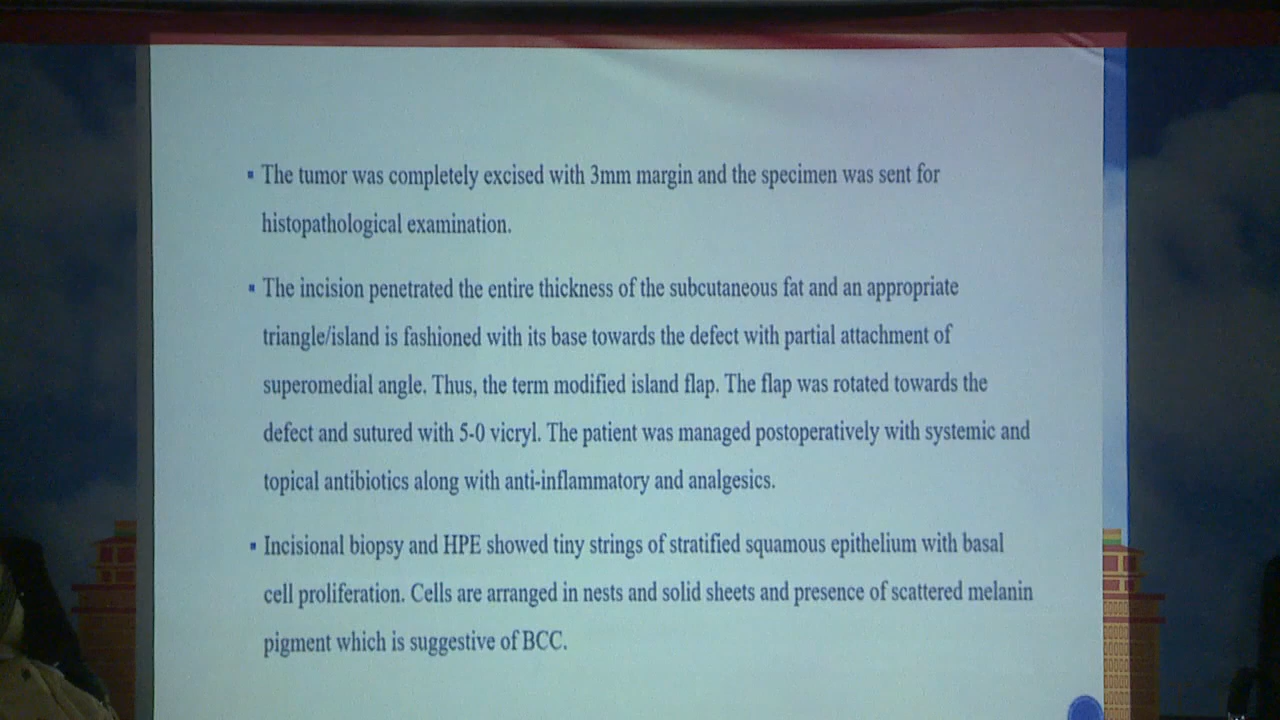 ▪ The tumor was completely excised with 3mm margin and the specimen was sent for
histopathological examination.
▪ The incision penetrated the entire thickness of the subcutaneous fat and an appropriate
triangle/island is fashioned with its base towards the defect with partial attachment of
superomedial angle. Thus, the term modified island flap. The flap was rotated towards the
defect and sutured with 5-0 vicryl. The patient was managed postoperatively with systemic and
topical antibiotics along with anti-inflammatory and analgesics.
▪ Incisional biopsy and HPE showed tiny strings of stratified squamous epithelium with basal
cell proliferation. Cells are arranged in nests and solid sheets and presence of scattered melanin
pigment which is suggestive of BCC.